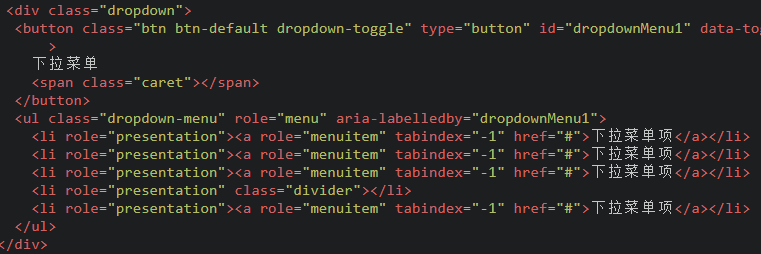 <div class="dropdown">
<button class="btn btn-default dropdown-toggle" type="button" id="dropdownMenu1" data-tog
>
下拉菜单
<span class="caret"></span>
</button>
<ul class="dropdown-menu" role="menu" aria-labelledby="dropdownMenu1">
<li role="presentation"><a role="menuitem" tabindex="-1" href="#">下拉菜单项</a></li>
<li role="presentation"><a role="menuitem" tabindex="-1" href="#">下拉菜单项</a></li>
<li role="presentation"><a role="menuitem" tabindex="-1" href="#">下拉菜单项</a></li>
<li role="presentation" class="divider"></li>
<li role="presentation"><a role="menuitem" tabindex="-1" href="#">下拉菜单项</a></li>
</ul>
</div>